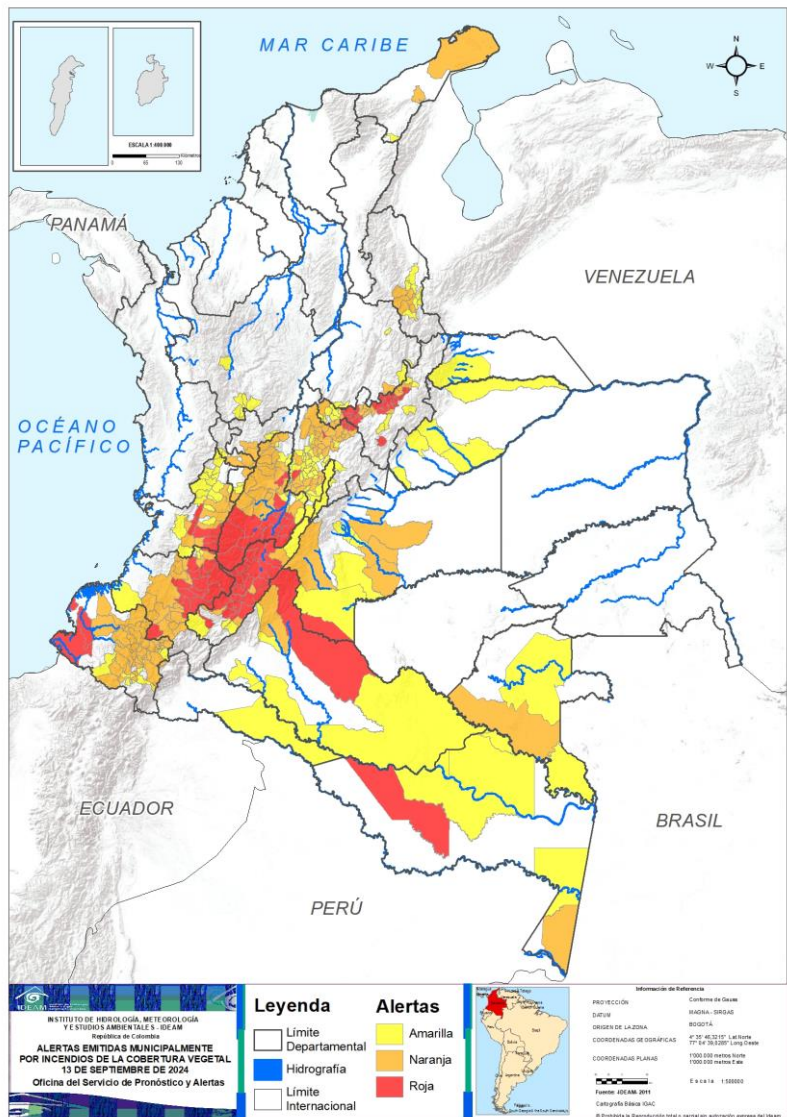 MAR CARIBE
N
W
E
S
ESCALA 1:400.000
0 65 130
PANAMÁ
VENEZUELA
OCÉANO
PACÍFICO
ECUADOR
BRASIL
PERÚ
IDEAM
INSTITUTO DE HIDROLOGÍA, METEOROLOGÍA
Y ESTUDIOS AMBIENTALES - IDEAM
República de Colombia
ALERTAS EMITIDAS MUNICIPALMENTE
POR INCENDIOS DE LA COBERTURA VEGETAL
13 DE SEPTIEMBRE DE 2024
Oficina del Servicio de Pronóstico y Alertas
Leyenda
Límite
Departamental
Hidrografía
Límite
Internacional
Alertas
Amarilla
Naranja
Roja
Información de Referencia
PROYECCIÓN Conforme de Gauss
DATUM MAGNA - SIRGAS
ORIGEN DE LA ZONA BOGOTÁ
COORDENADAS GEOGRÁFICAS
COORDENADAS PLANAS 1'000.000 metros Norte
1'000.000 metros Este
Escala
Fuente: IDEAM- 2011
Cartografía Básica: IGAC